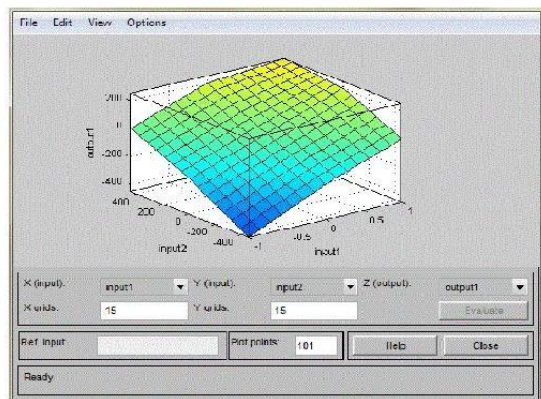 File Edit View Options
200
0
-200
-400
output1
400
200
0
-200
-400
input2
-1
-0.5
0
0.5
1
input1
X (input): input1 Y (input): input2 Z (output): output1
X grids: 15 Y grids: 15 Evaluate
Ref. Input: Plot points: 101 Help Close
Ready